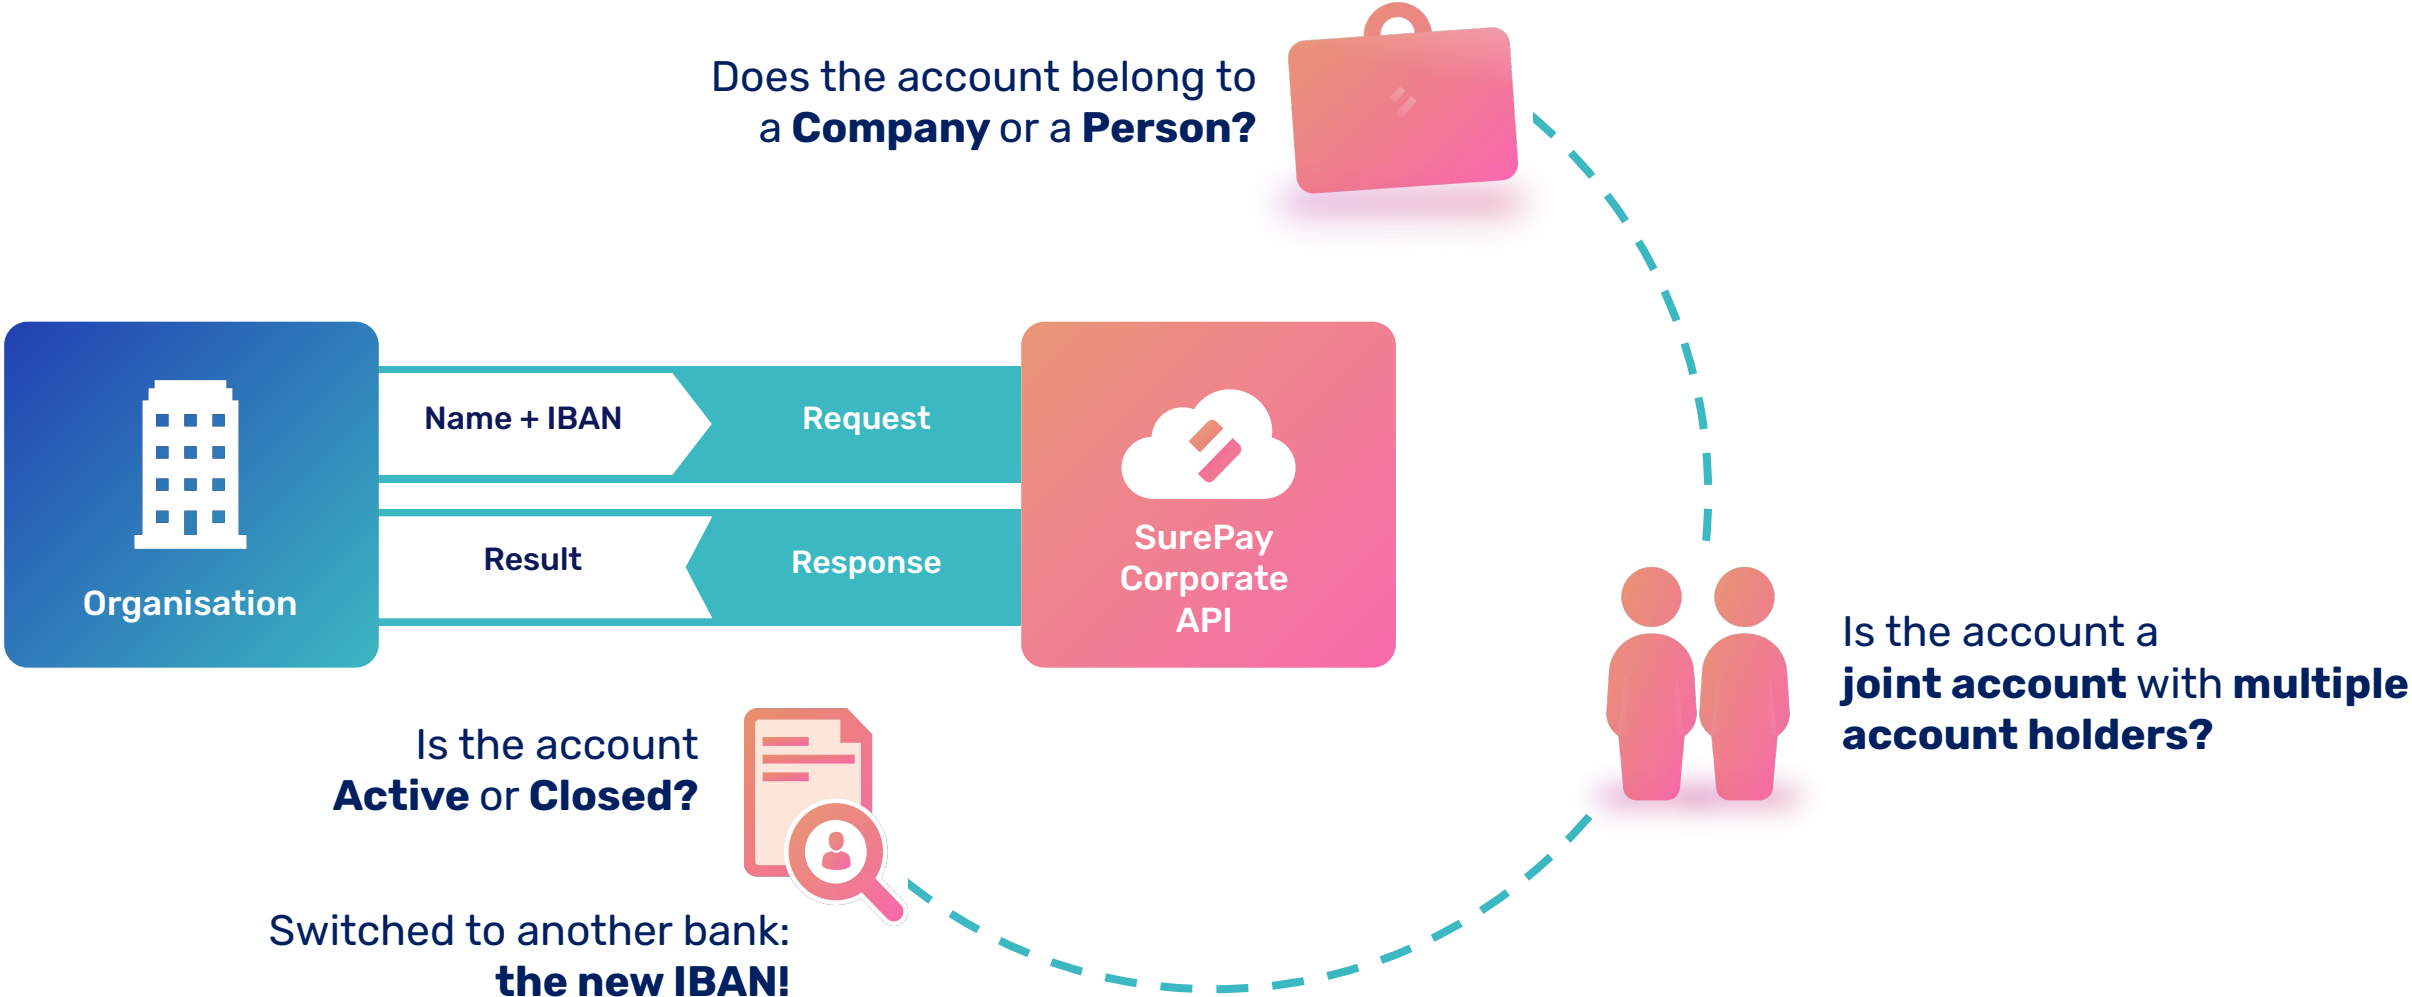 Does the account belong to
a Company or a Person?
Name + IBAN
Request
Result
Response
Organisation
SurePay
Corporate
API
Is the account a
joint account with multiple
account holders?
Is the account
Active or Closed?
Switched to another bank:
the new IBAN!